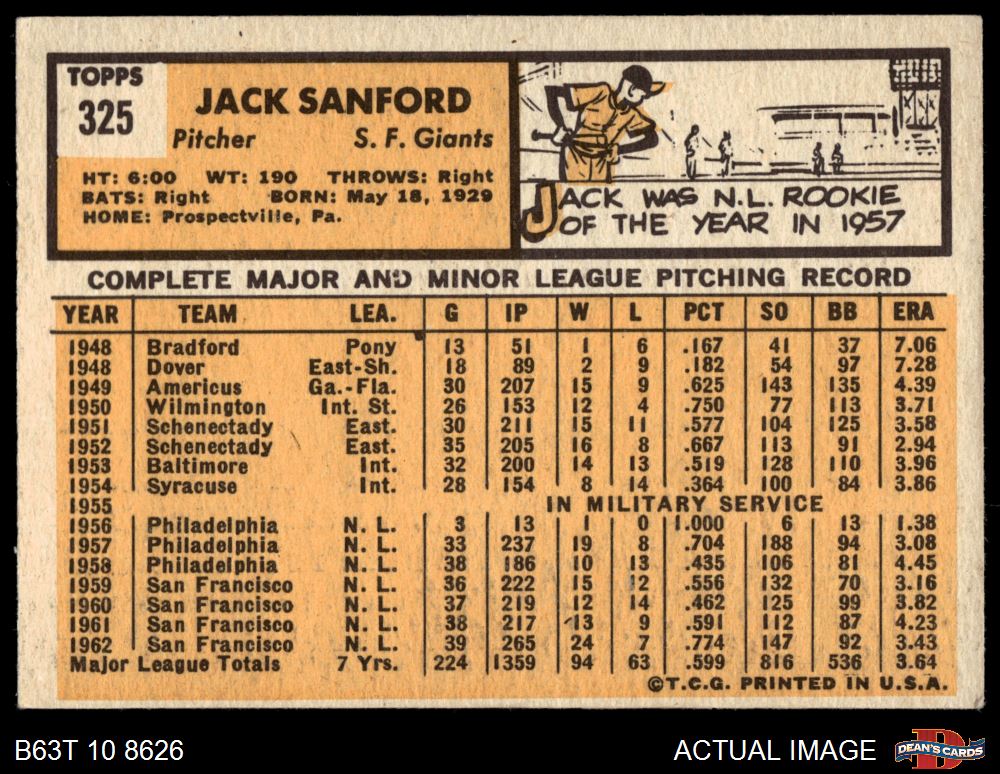 TOPPS
325
JACK SANFORD
Pitcher S. F. Giants
HT: 6:00 WT: 190 THROWS: Right
BATS: Right BORN: May 18, 1929
HOME: Prospectville, Pa.
JACK WAS N.L. ROOKIE
OF THE YEAR IN 1957
COMPLETE MAJOR AND MINOR LEAGUE PITCHING RECORD
YEAR TEAM LEA. G IP W L PCT SO BB ERA
1948 Bradford Pony 13 51 1 6 .167 41 37 7.06
1948 Dover East-Sh. 18 89 2 9 .182 54 97 7.28
1949 Americus Ga.-Fla. 30 207 15 9 .625 143 135 4.39
1950 Wilmington Int. St. 26 153 12 4 .750 77 113 3.71
1951 Schenectady East. 30 211 15 11 .577 104 125 3.58
1952 Schenectady East. 35 205 16 8 .667 113 91 2.94
1953 Baltimore Int. 32 200 14 13 .519 128 110 3.96
1954 Syracuse Int. 28 154 8 14 .364 100 84 3.86
1955 IN MILITARY SERVICE
1956 Philadelphia N. L. 3 13 1 0 1.000 6 13 1.38
1957 Philadelphia N. L. 33 237 19 8 .704 188 94 3.08
1958 Philadelphia N. L. 38 186 10 13 .435 106 81 4.45
1959 San Francisco N. L. 36 222 15 12 .556 132 70 3.16
1960 San Francisco N. L. 37 219 12 14 .462 125 99 3.82
1961 San Francisco N. L. 38 217 13 9 .591 112 87 4.23
1962 San Francisco N. L. 39 265 24 7 .774 147 92 3.43
Major League Totals 7 Yrs. 224 1359 94 63 .599 816 536 3.64
©T.C.G. PRINTED IN U.S.A.
B63T 10 8626 ACTUAL IMAGE DEAN'S CARDS